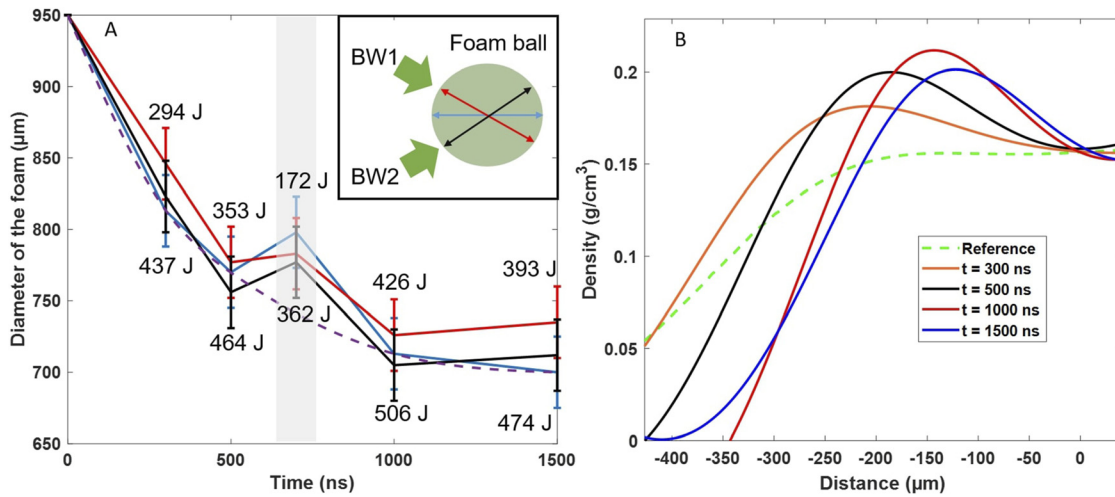 A
Diameter of the foam (µm)
950
900
850
800
750
700
650
294 J
437 J
353 J
464 J
172 J
362 J
426 J
506 J
393 J
474 J
BW1
BW2
Foam ball
0
500
1000
1500
Time (ns)
B
Density (g/cm³)
0.2
0.15
0.1
0.05
0
Reference
t = 300 ns
t = 500 ns
t = 1000 ns
t = 1500 ns
-400 -350 -300 -250 -200 -150 -100 -50 0
Distance (µm)